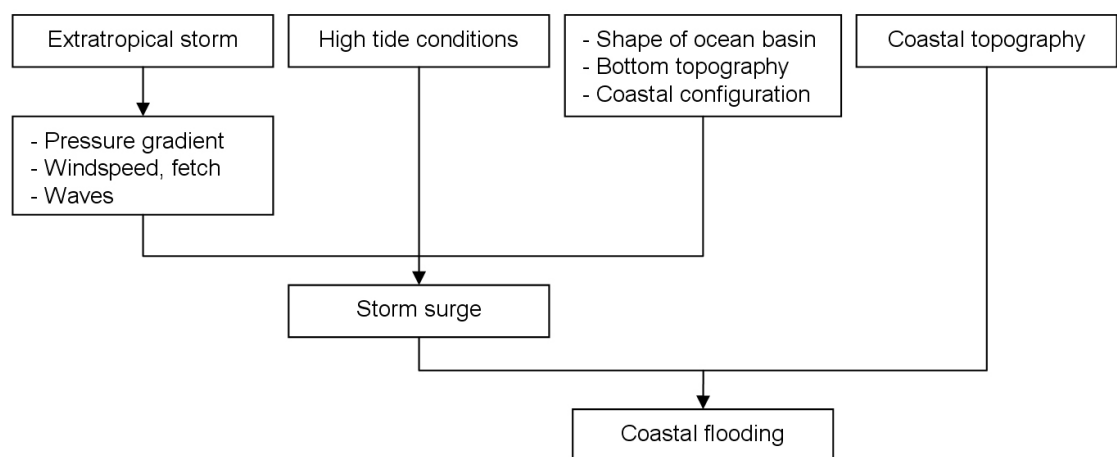 Extratropical storm
High tide conditions
- Shape of ocean basin
- Bottom topography
- Coastal configuration
Coastal topography
- Pressure gradient
- Windspeed, fetch
- Waves
Storm surge
Coastal flooding